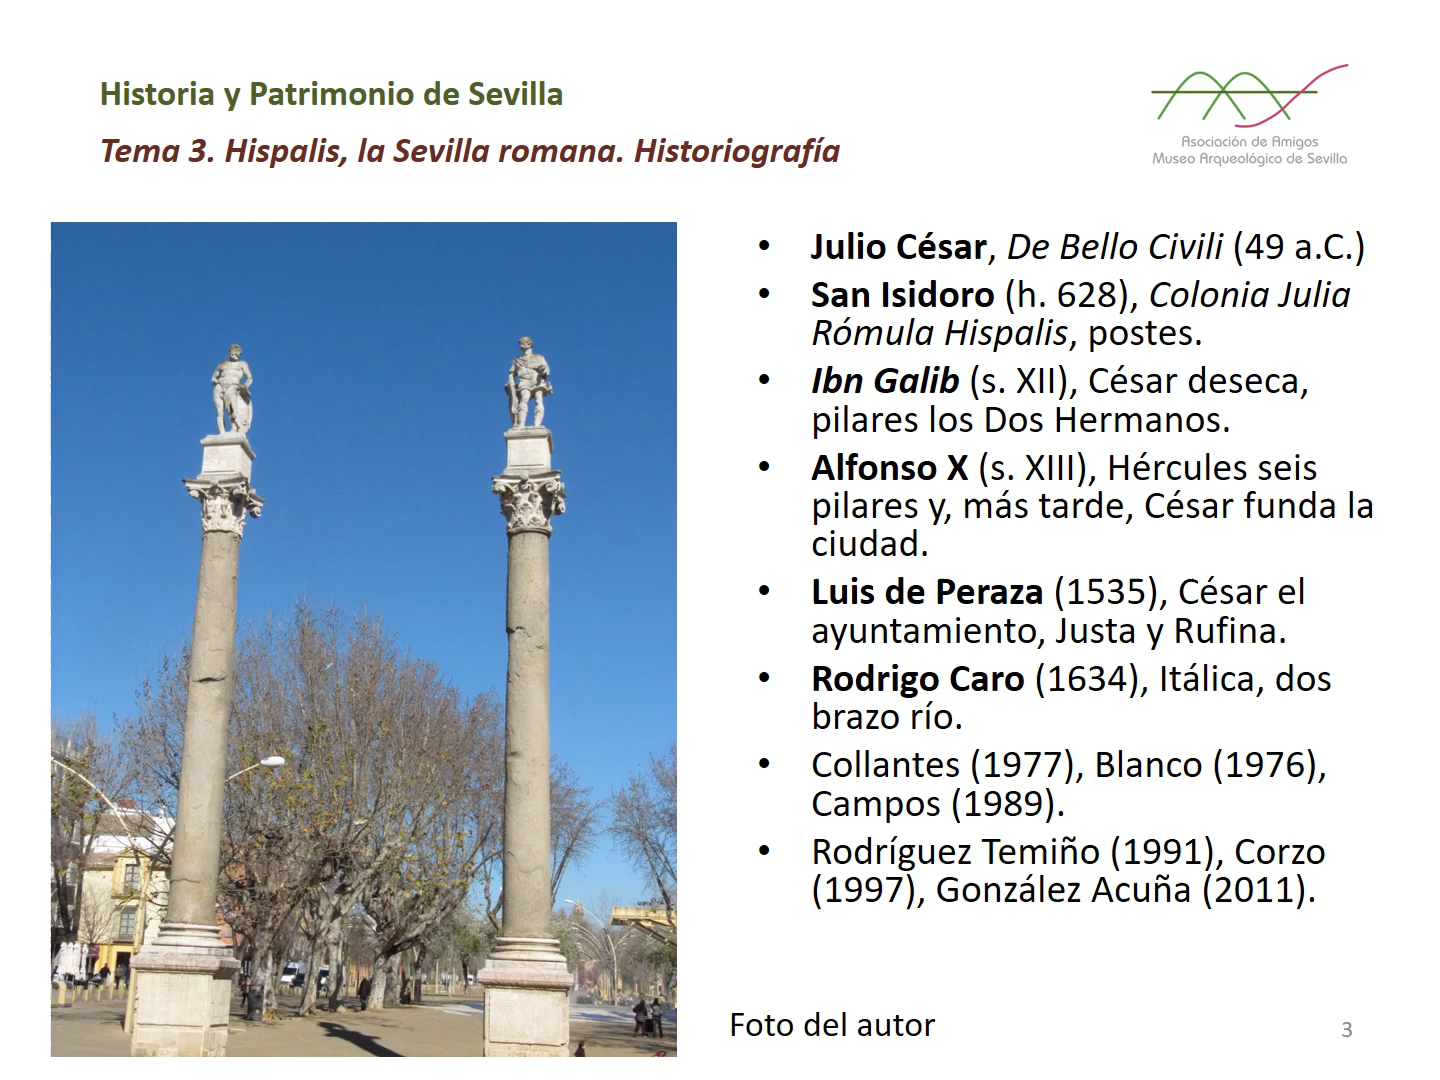 Historia y Patrimonio de Sevilla
Tema 3. Hispalis, la Sevilla romana. Historiografía
Asociación de Amigos
Museo Arqueológico de Sevilla
• Julio César, De Bello Civili (49 a.C.)
• San Isidoro (h. 628), Colonia Julia
Rómula Hispalis, postes.
• Ibn Galib (s. XII), César deseca,
pilares los Dos Hermanos.
• Alfonso X (s. XIII), Hércules seis
pilares y, más tarde, César funda la
ciudad.
• Luis de Peraza (1535), César el
ayuntamiento, Justa y Rufina.
• Rodrigo Caro (1634), Itálica, dos
brazo río.
• Collantes (1977), Blanco (1976),
Campos (1989).
• Rodríguez Temiño (1991), Corzo
(1997), González Acuña (2011).
Foto del autor
3